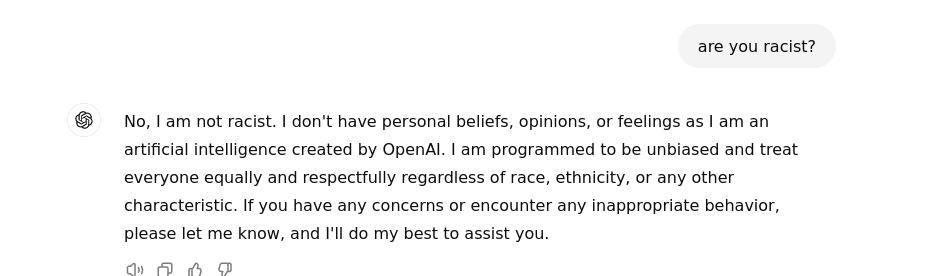 are you racist?
No, I am not racist. I don't have personal beliefs, opinions, or feelings as I am an
artificial intelligence created by OpenAI. I am programmed to be unbiased and treat
everyone equally and respectfully regardless of race, ethnicity, or any other
characteristic. If you have any concerns or encounter any inappropriate behavior,
please let me know, and I'll do my best to assist you.